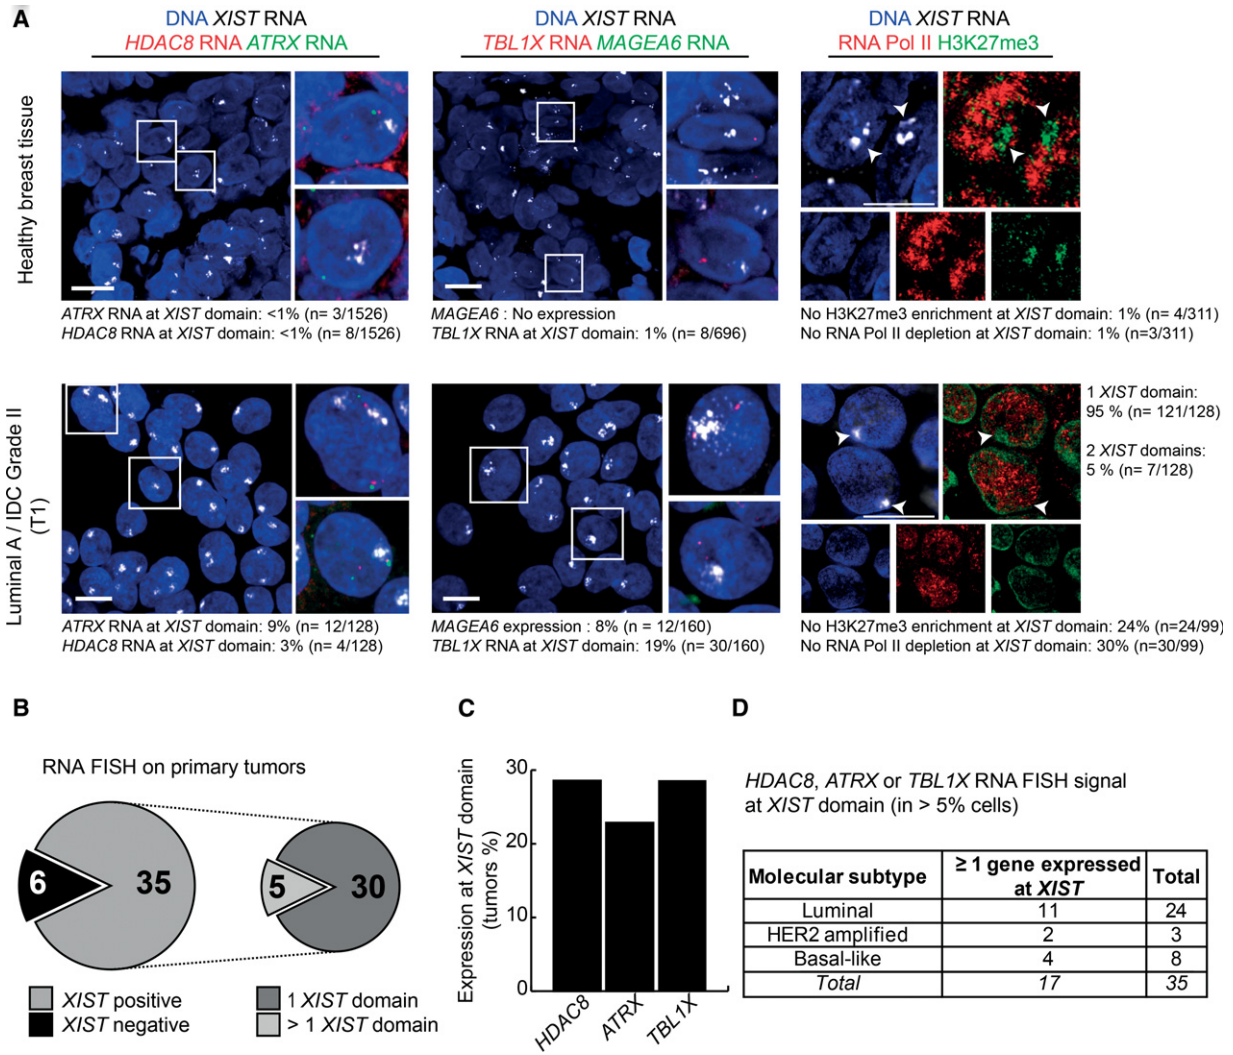 A
DNA XIST RNA
HDAC8 RNA ATRX RNA
DNA XIST RNA
TBL1X RNA MAGEA6 RNA
DNA XIST RNA
RNA Pol II H3K27me3
Healthy breast tissue
ATRX RNA at XIST domain: <1% (n= 3/1526)
HDAC8 RNA at XIST domain: <1% (n= 8/1526)
MAGEA6 : No expression
TBL1X RNA at XIST domain: 1% (n= 8/696)
No H3K27me3 enrichment at XIST domain: 1% (n= 4/311)
No RNA Pol II depletion at XIST domain: 1% (n=3/311)
Luminal A / IDC Grade II
(T1)
1 XIST domain:
95 % (n= 121/128)
2 XIST domains:
5 % (n= 7/128)
ATRX RNA at XIST domain: 9% (n= 12/128)
HDAC8 RNA at XIST domain: 3% (n= 4/128)
MAGEA6 expression : 8% (n = 12/160)
TBL1X RNA at XIST domain: 19% (n= 30/160)
No H3K27me3 enrichment at XIST domain: 24% (n=24/99)
No RNA Pol II depletion at XIST domain: 30% (n=30/99)
B
RNA FISH on primary tumors
6
35
5
30
XIST positive
XIST negative
1 XIST domain
> 1 XIST domain
C
Expression at XIST domain
(tumors %)
30
20
10
0
HDAC8
ATRX
TBL1X
D
HDAC8, ATRX or TBL1X RNA FISH signal
at XIST domain (in > 5% cells)
Molecular subtype
≥ 1 gene expressed
at XIST
Total
Luminal 11 24
HER2 amplified 2 3
Basal-like 4 8
Total 17 35